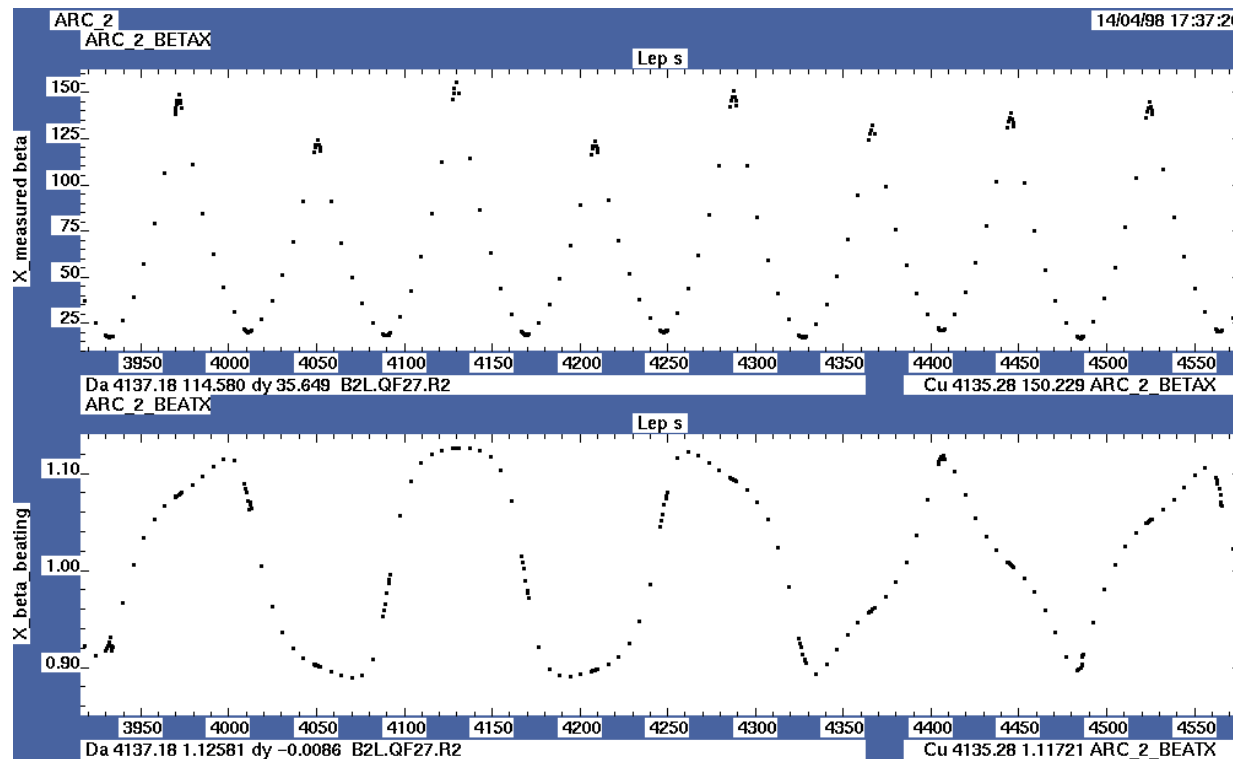 ARC_2 14/04/98 17:37:20
ARC_2_BETAX
Lep s
X_measured beta
150
125
100
75
50
25
3950 4000 4050 4100 4150 4200 4250 4300 4350 4400 4450 4500 4550
Da 4137.18 114.580 dy 35.649 B2L.QF27.R2 Cu 4135.28 150.229 ARC_2_BETAX
ARC_2_BEATX
Lep s
X_beta_beating
1.10
1.00
0.90
3950 4000 4050 4100 4150 4200 4250 4300 4350 4400 4450 4500 4550
Da 4137.18 1.12581 dy −0.0086 B2L.QF27.R2 Cu 4135.28 1.11721 ARC_2_BEATX